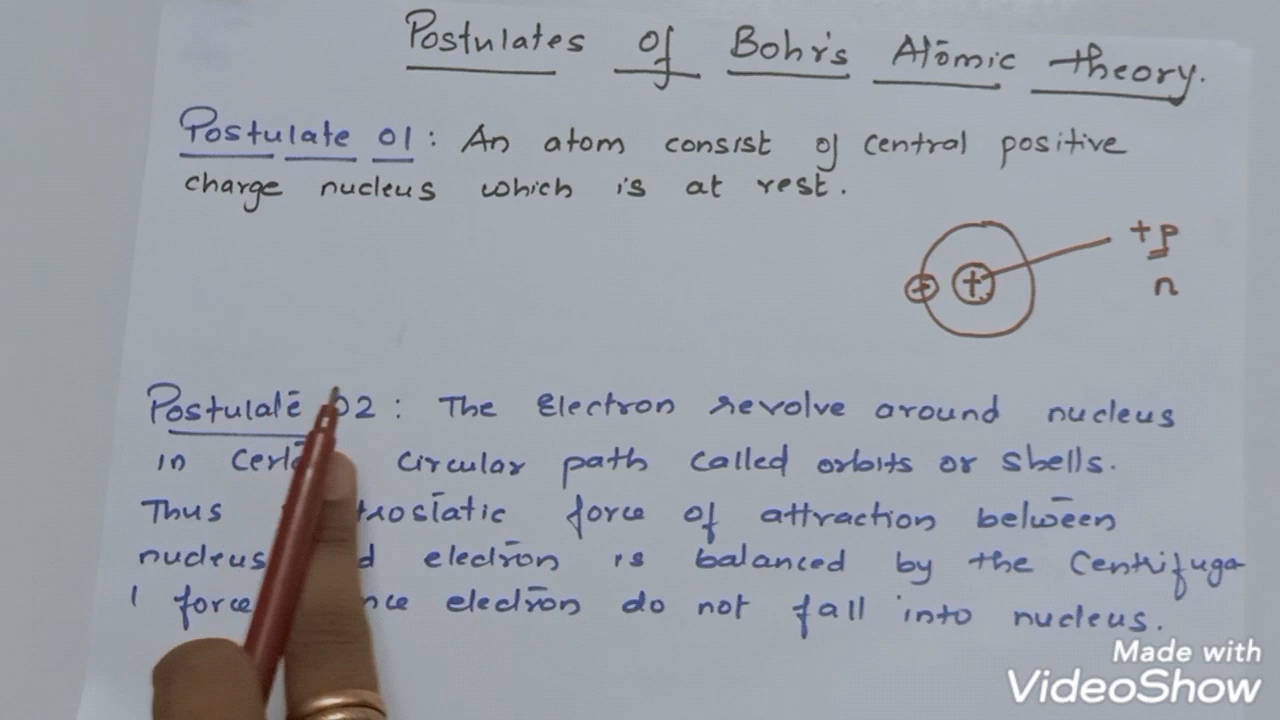 Postulates of Bohr's Atomic theory.
Postulate 01 : An atom consist of central positive
charge nucleus which is at rest.
+p
n
+
+
Postulate 02 : The Electron revolve around nucleus
in circular path called orbits or shells.
Thus force of attraction between
nucleus electron is balanced by the Centrifuga
l force electron do not fall into nucleus.
Made with
VideoShow